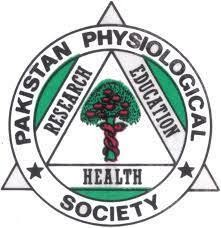 PAKISTAN PHYSIOLOGICAL
SOCIETY
RESEARCH
EDUCATION
HEALTH